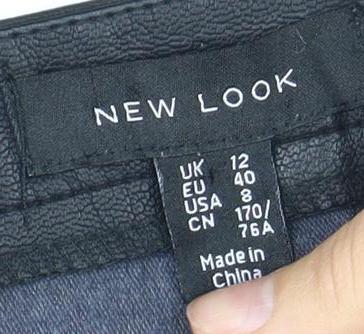 NEW LOOK
UK 12
EU 40
USA 8
CN 170/
76A
Made in
China